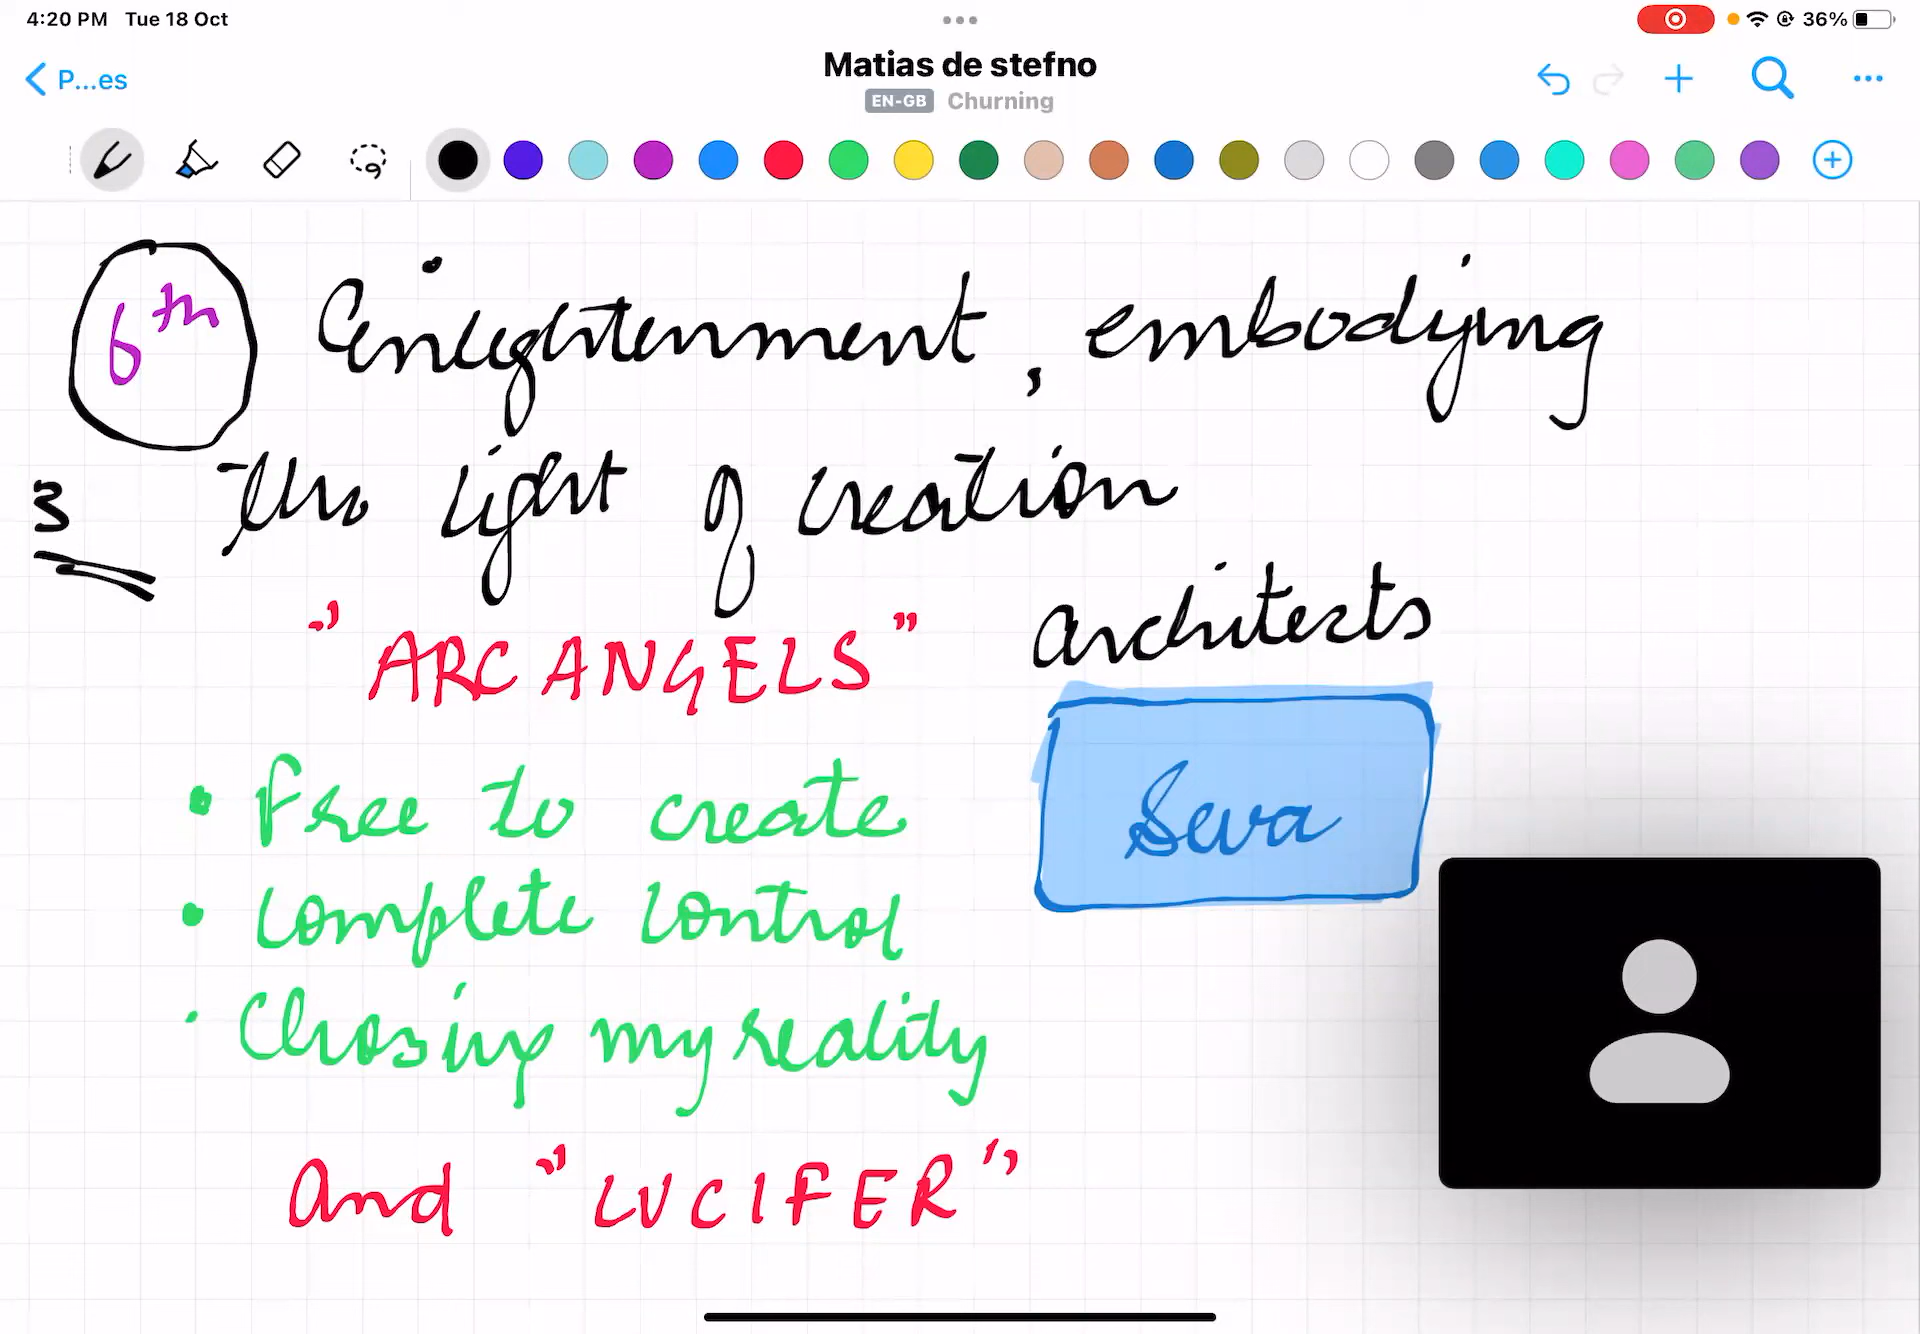 4:20 PM Tue 18 Oct
36%
P...es
Matias de stefno
EN-GB Churning
6th Enlightenment, embodying
3 the light of creation
architects
"ARC ANGELS"
Seva
• Free to create
• Complete control
• Chosing my reality
and "LUCIFER"